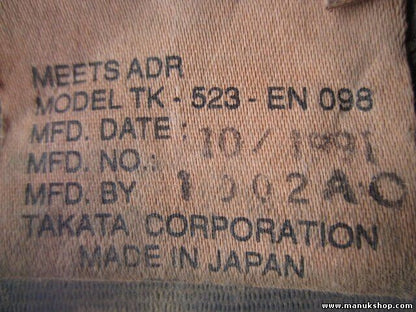 MEETS ADR
MODEL TK - 523 - EN 098
MFD. DATE : 10/1991
MFD. NO.: 1002AC
MFD. BY
TAKATA CORPORATION
MADE IN JAPAN
www.manukshop.com